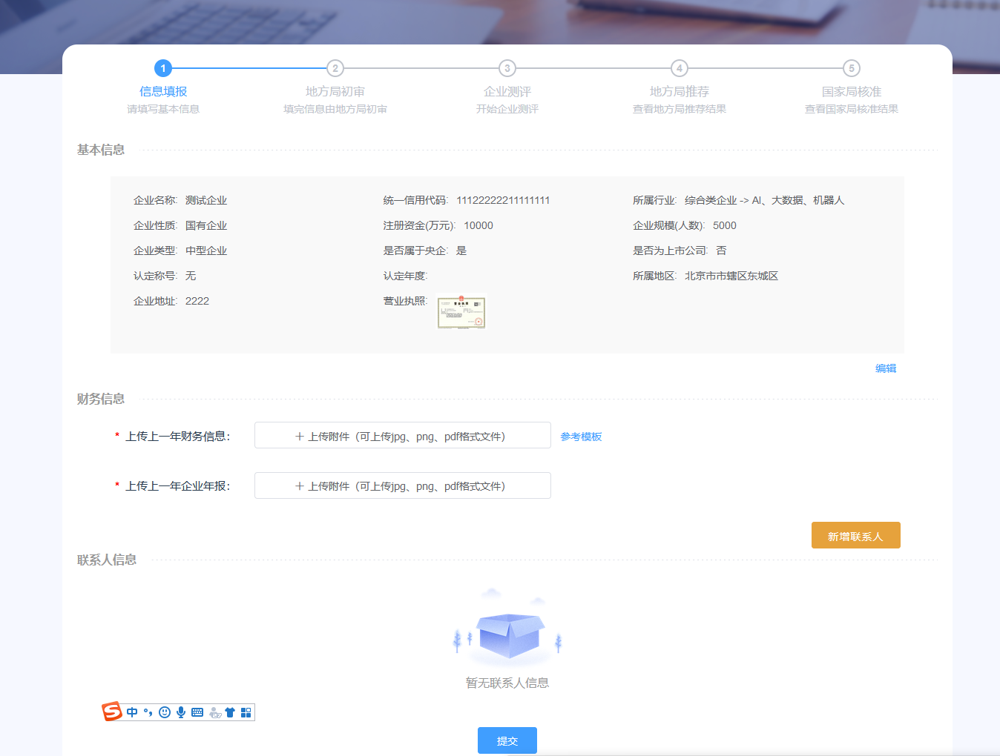 1 2 3 4 5
信息填报 地方局初审 企业测评 地方局推荐 国家局核准
请填写基本信息 填完信息由地方局初审 开始企业测评 查看地方局推荐结果 查看国家局核准结果
基本信息
企业名称: 测试企业 统一信用代码: 11122222211111111 所属行业: 综合类企业 -> AI、大数据、机器人
企业性质: 国有企业 注册资金(万元): 10000 企业规模(人数): 5000
企业类型: 中型企业 是否属于央企: 是 是否为上市公司: 否
认定称号: 无 认定年度: 所属地区: 北京市市辖区东城区
企业地址: 2222 营业执照:
营业执照
编辑
财务信息
* 上传上一年财务信息: 上传附件（可上传jpg、png、pdf格式文件） 参考模板
* 上传上一年企业年报: 上传附件（可上传jpg、png、pdf格式文件）
新增联系人
联系人信息
暂无联系人信息
S 中
提交